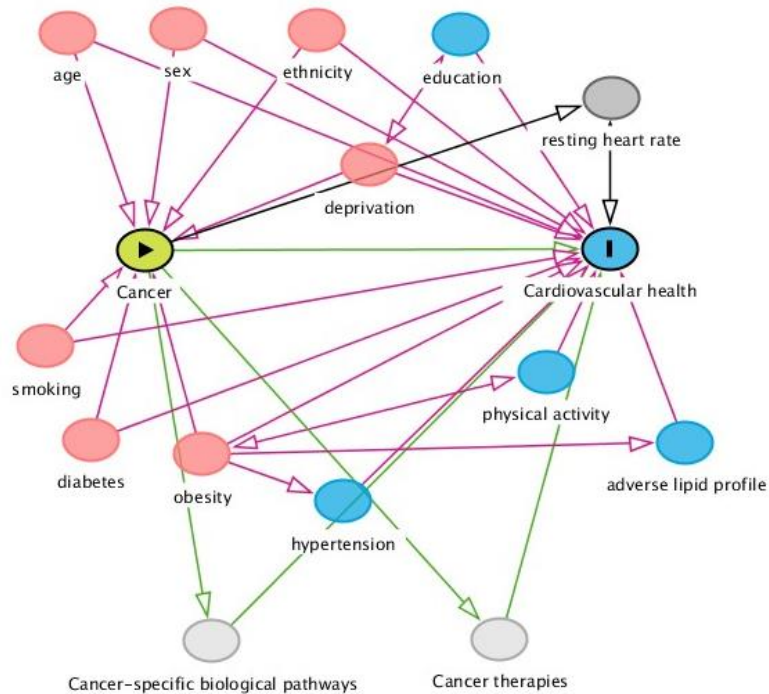 age
sex
ethnicity
education
resting heart rate
deprivation
Cancer
Cardiovascular health
smoking
physical activity
diabetes
obesity
adverse lipid profile
hypertension
Cancer-specific biological pathways
Cancer therapies